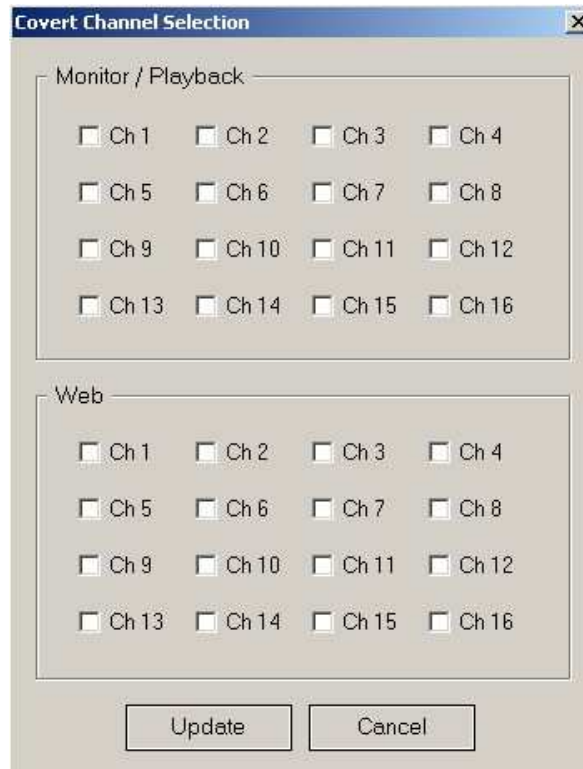 Covert Channel Selection
Monitor / Playback
Ch 1 Ch 2 Ch 3 Ch 4
Ch 5 Ch 6 Ch 7 Ch 8
Ch 9 Ch 10 Ch 11 Ch 12
Ch 13 Ch 14 Ch 15 Ch 16
Web
Ch 1 Ch 2 Ch 3 Ch 4
Ch 5 Ch 6 Ch 7 Ch 8
Ch 9 Ch 10 Ch 11 Ch 12
Ch 13 Ch 14 Ch 15 Ch 16
Update Cancel